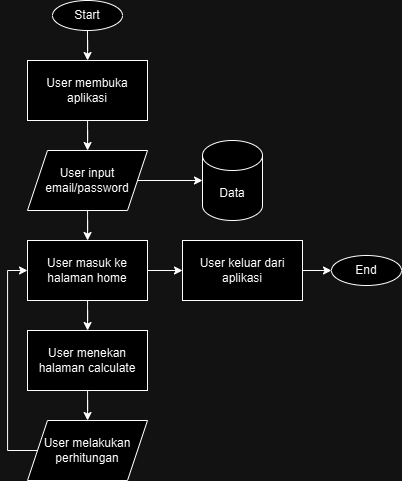 Start
User membuka
aplikasi
User input
email/password
Data
User masuk ke
halaman home
User keluar dari
aplikasi
End
User menekan
halaman calculate
User melakukan
perhitungan